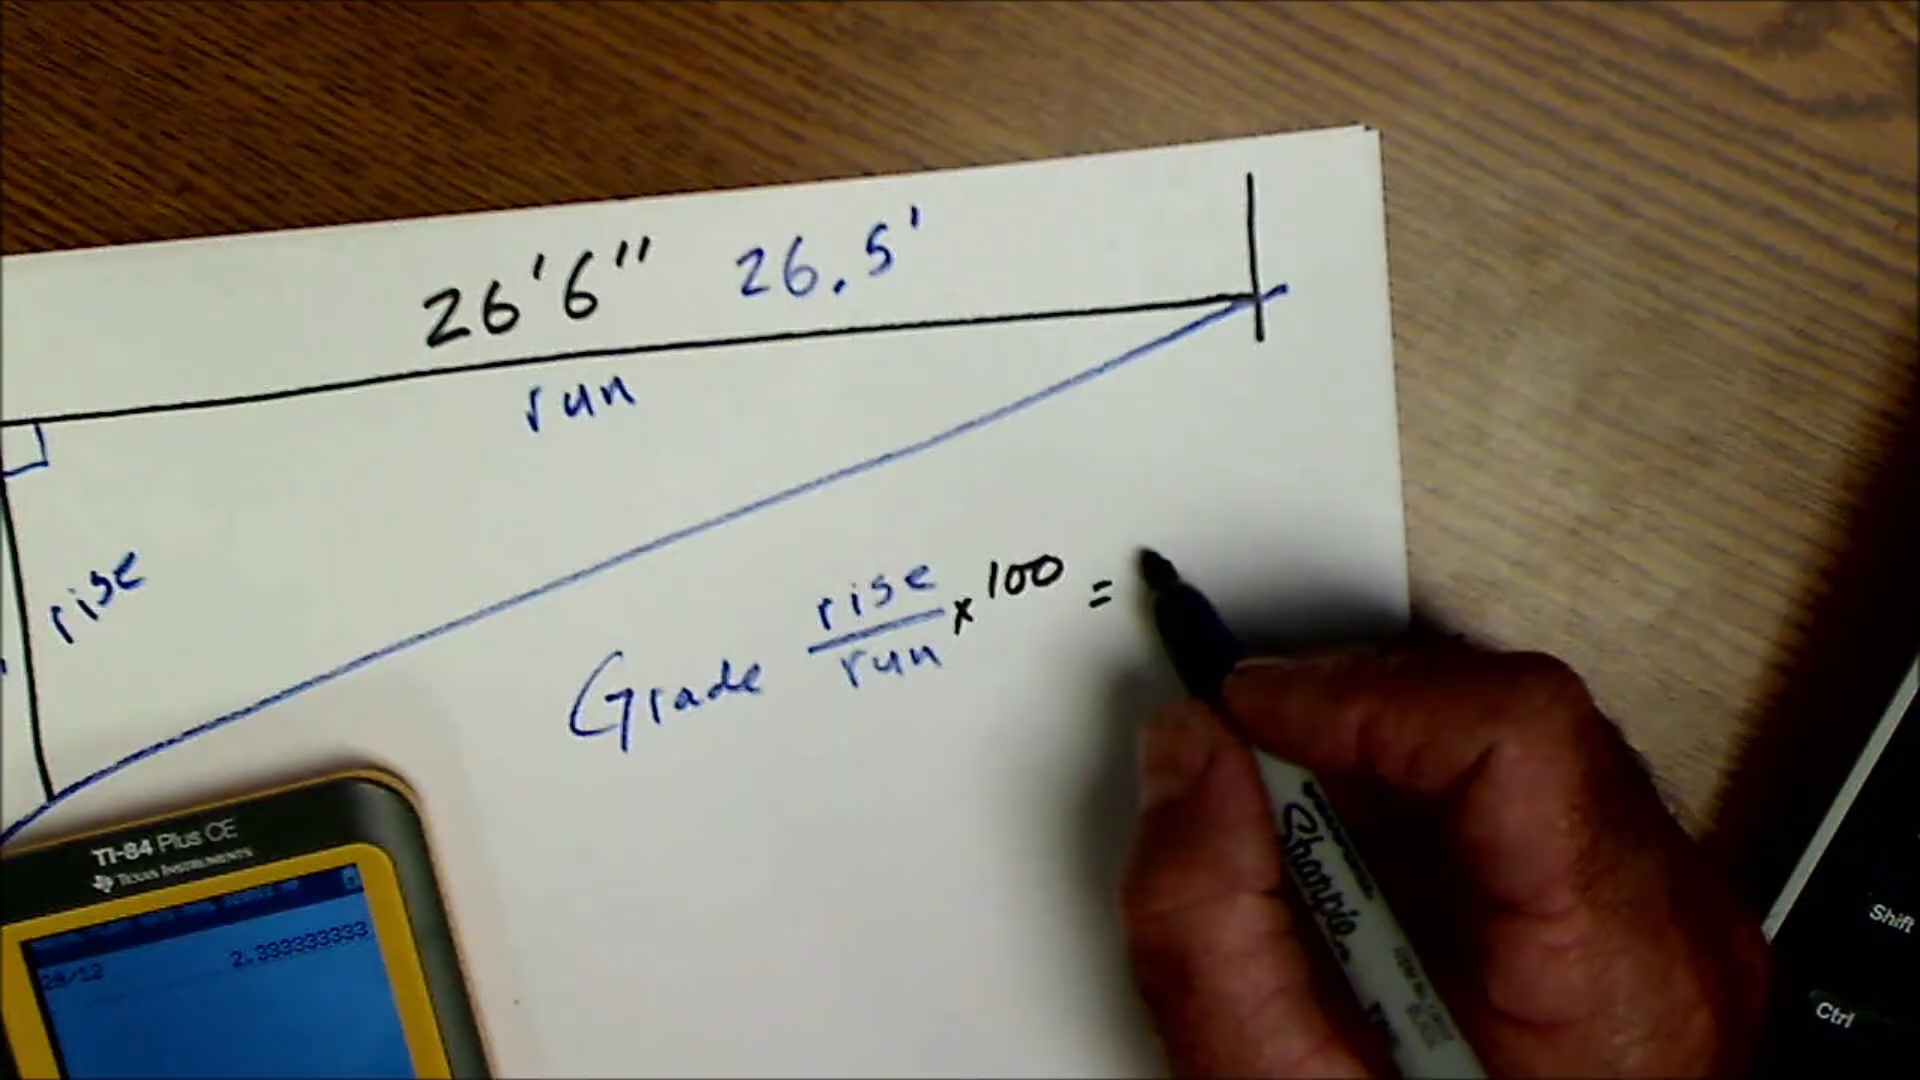 26'6" 26.5'
run
rise
Grade rise/run x 100 =
TI-84 Plus CE
TEXAS INSTRUMENTS
28/12
2.333333333
Sharpie
Shift
Ctrl